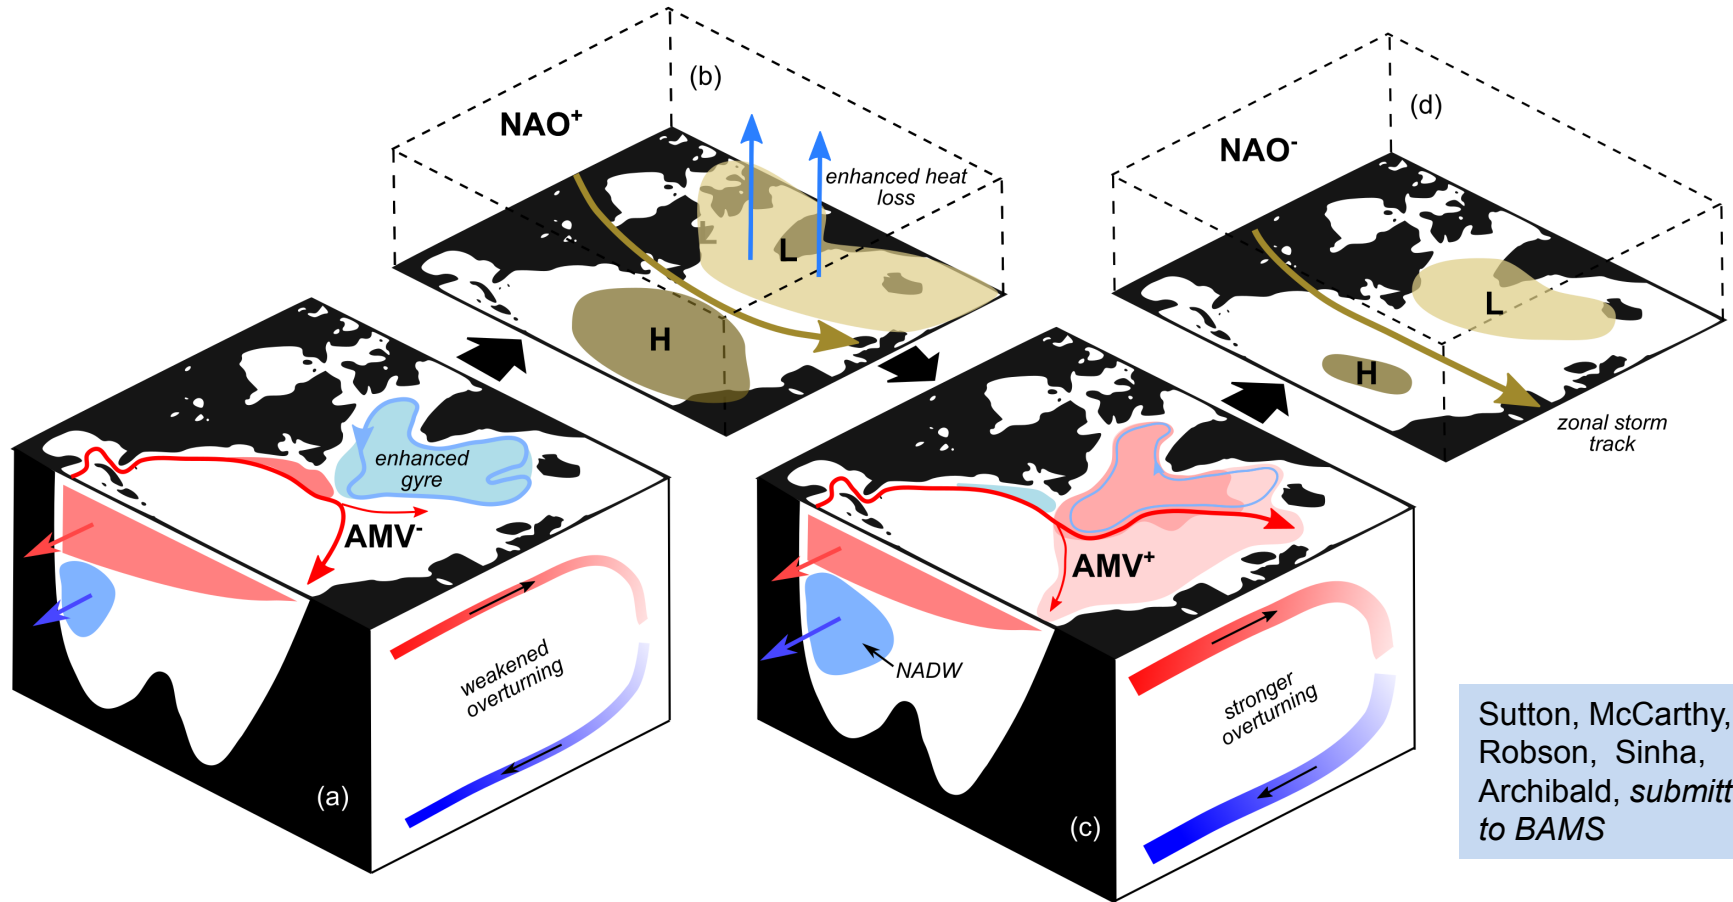 (b)
NAO+
enhanced heat
loss
L
L
H
(d)
NAO-
L
H
zonal storm
track
enhanced
gyre
AMV-
weakened
overturning
(a)
AMV+
NADW
stronger
overturning
(c)
Sutton, McCarthy,
Robson, Sinha,
Archibald, submitt
to BAMS